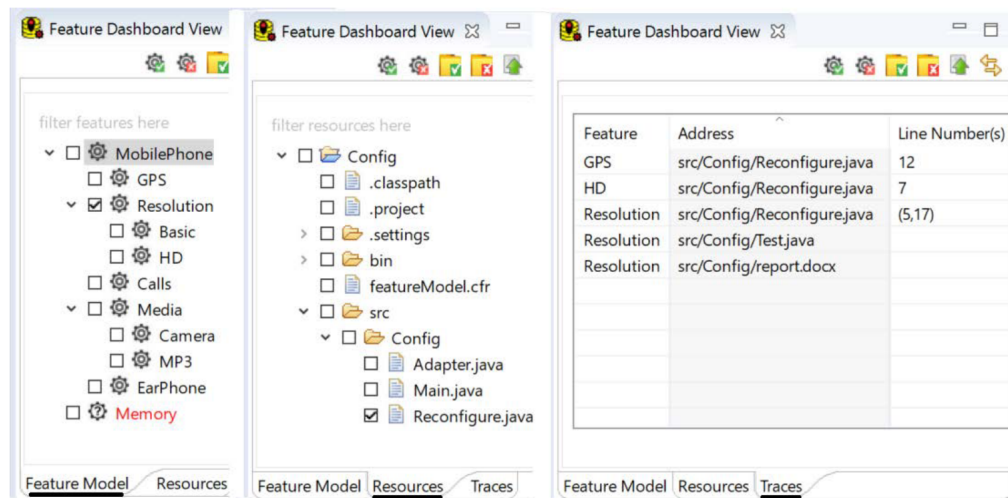 Feature Dashboard View
filter features here
MobilePhone
GPS
Resolution
Basic
HD
Calls
Media
Camera
MP3
EarPhone
Memory
Feature Model Resources
Feature Dashboard View
filter resources here
Config
.classpath
.project
.settings
bin
featureModel.cfr
src
Config
Adapter.java
Main.java
Reconfigure.java
Feature Model Resources Traces
Feature Dashboard View
Feature Address Line Number(s)
GPS src/Config/Reconfigure.java 12
HD src/Config/Reconfigure.java 7
Resolution src/Config/Reconfigure.java (5,17)
Resolution src/Config/Test.java
Resolution src/Config/report.docx
Feature Model Resources Traces